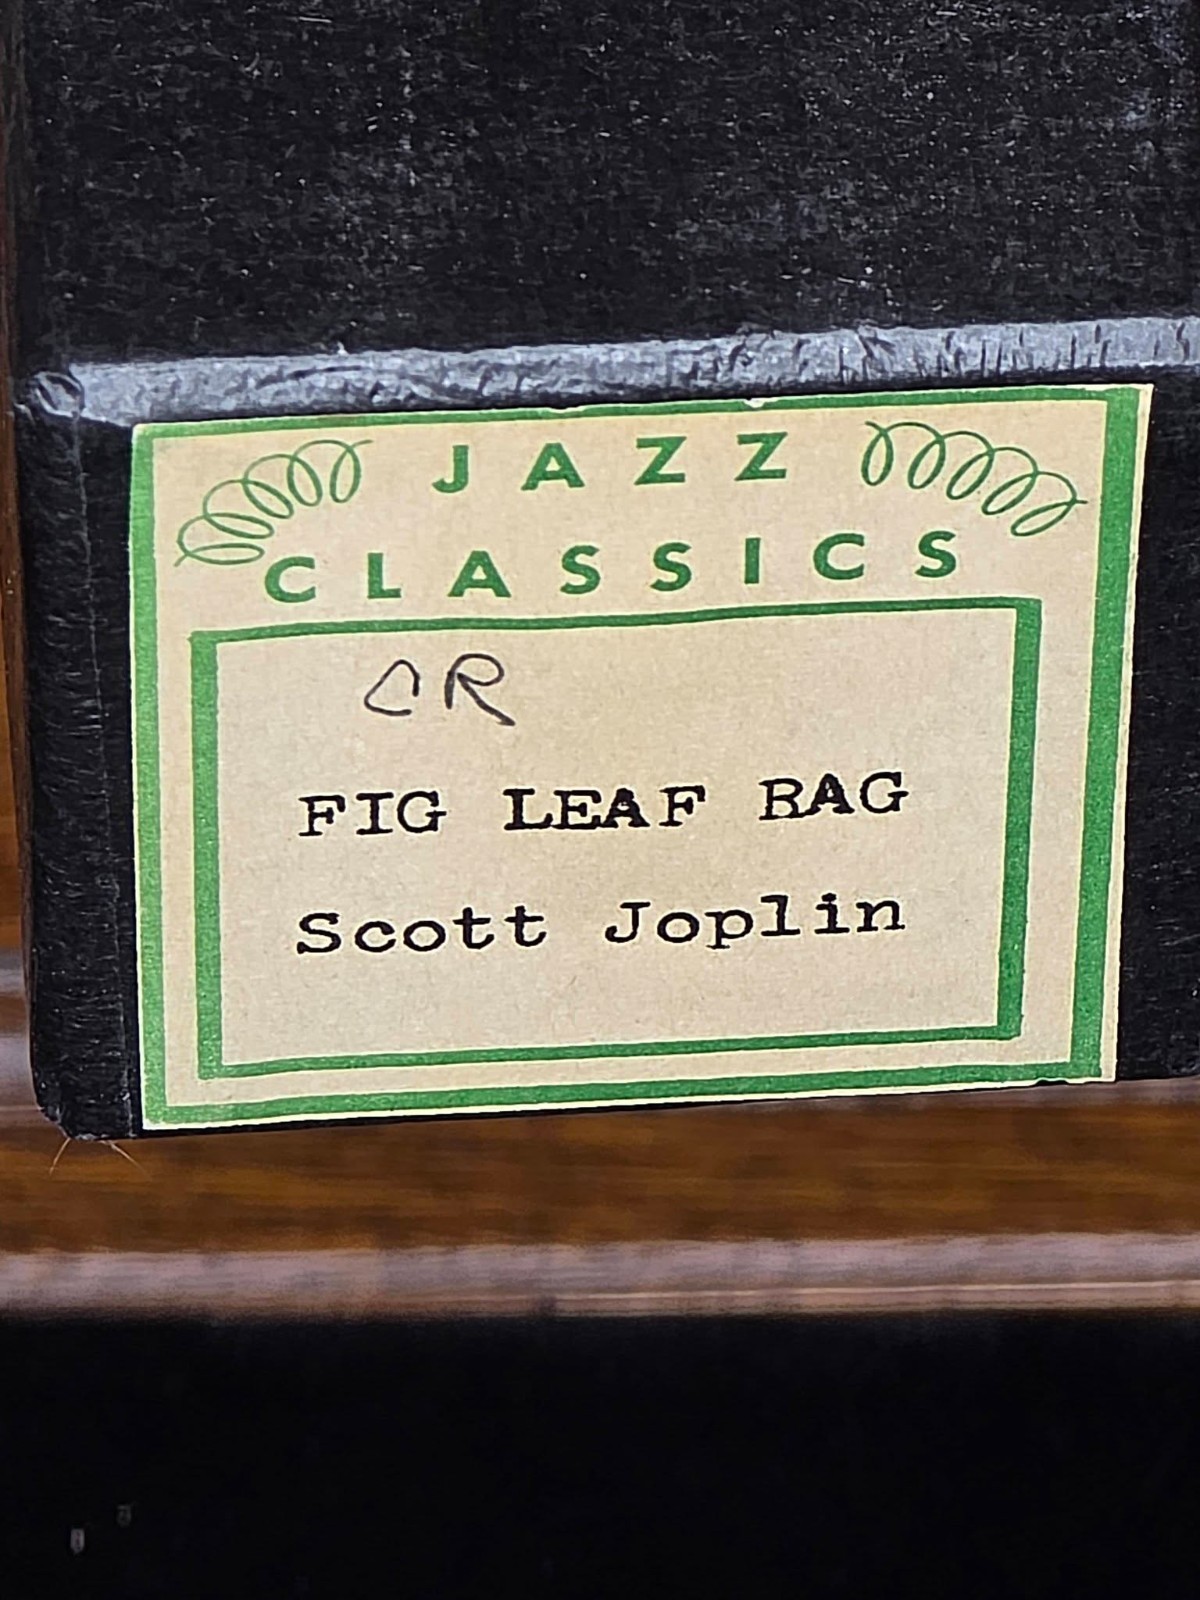 JAZZ
CLASSICS
CR
FIG LEAF RAG
Scott Joplin